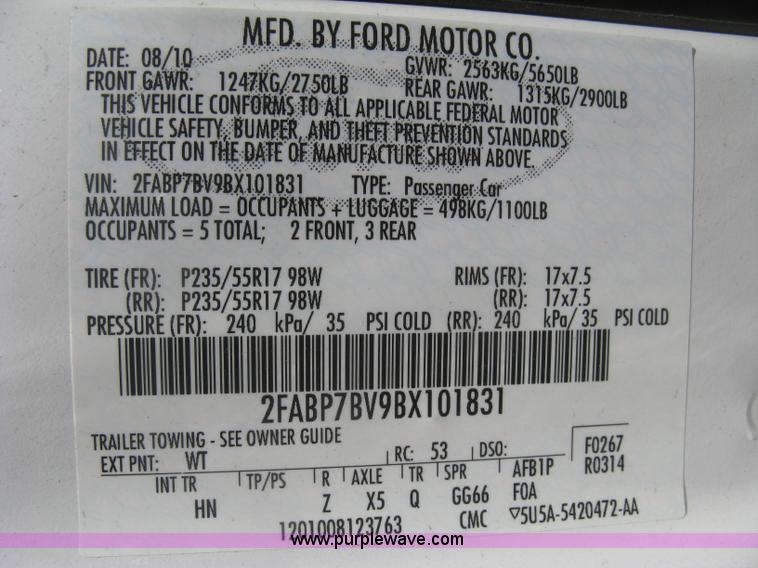 MFD. BY FORD MOTOR CO.
DATE: 08/10 GVWR: 2563KG/5650LB
FRONT GAWR: 1247KG/2750LB REAR GAWR: 1315KG/2900LB
THIS VEHICLE CONFORMS TO ALL APPLICABLE FEDERAL MOTOR
VEHICLE SAFETY, BUMPER, AND THEFT PREVENTION STANDARDS
IN EFFECT ON THE DATE OF MANUFACTURE SHOWN ABOVE.
VIN: 2FABP7BV9BX101831 TYPE: Passenger Car
MAXIMUM LOAD = OCCUPANTS + LUGGAGE = 498KG/1100LB
OCCUPANTS = 5 TOTAL; 2 FRONT, 3 REAR
TIRE (FR): P235/55R17 98W RIMS (FR): 17x7.5
(RR): P235/55R17 98W (RR): 17x7.5
PRESSURE (FR): 240 kPa/ 35 PSI COLD (RR): 240 kPa/ 35 PSI COLD
2FABP7BV9BX101831
TRAILER TOWING - SEE OWNER GUIDE
EXT PNT: WT RC: 53 DSO: F0267
INT TR TP/PS R AXLE TR SPR AFB1P R0314
HN Z X5 Q GG66 FOA
1201008123763 CMC ▽5U5A-5420472-AA
www.purplewave.com